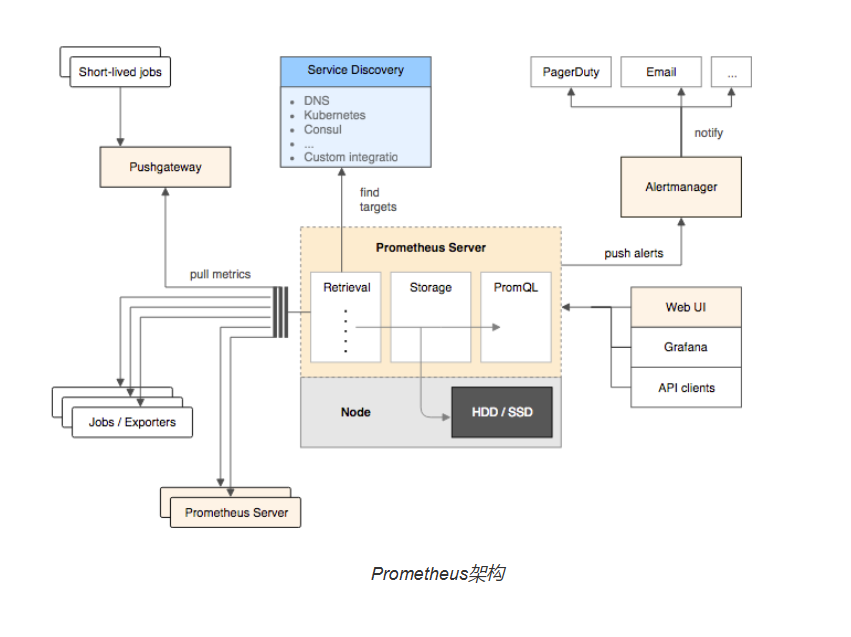 Short-lived jobs
Service Discovery
DNS
Kubernetes
Consul
...
Custom integratio
PagerDuty
Email
...
notify
Pushgateway
Alertmanager
find
targets
Prometheus Server
push alerts
pull metrics
Retrieval
Storage
PromQL
Web UI
Grafana
API clients
Node
HDD / SSD
Jobs / Exporters
Prometheus Server
Prometheus架构